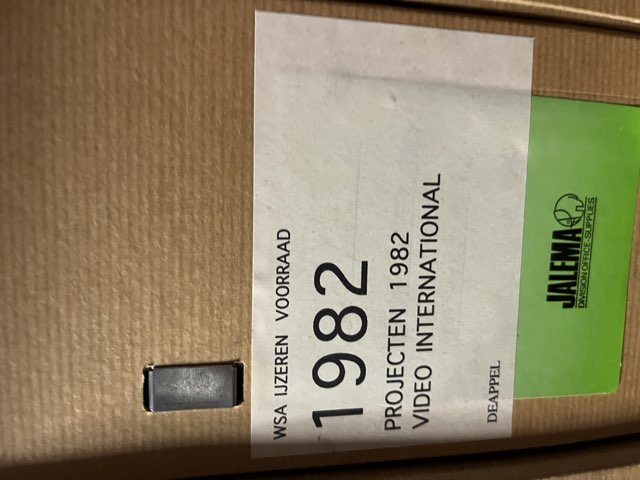 WSA IJZEREN VOORRAAD
1982
PROJECTEN 1982
VIDEO INTERNATIONAL
DEAPPEL
JALEMA
DIVISION OFFICE-SUPPLIES